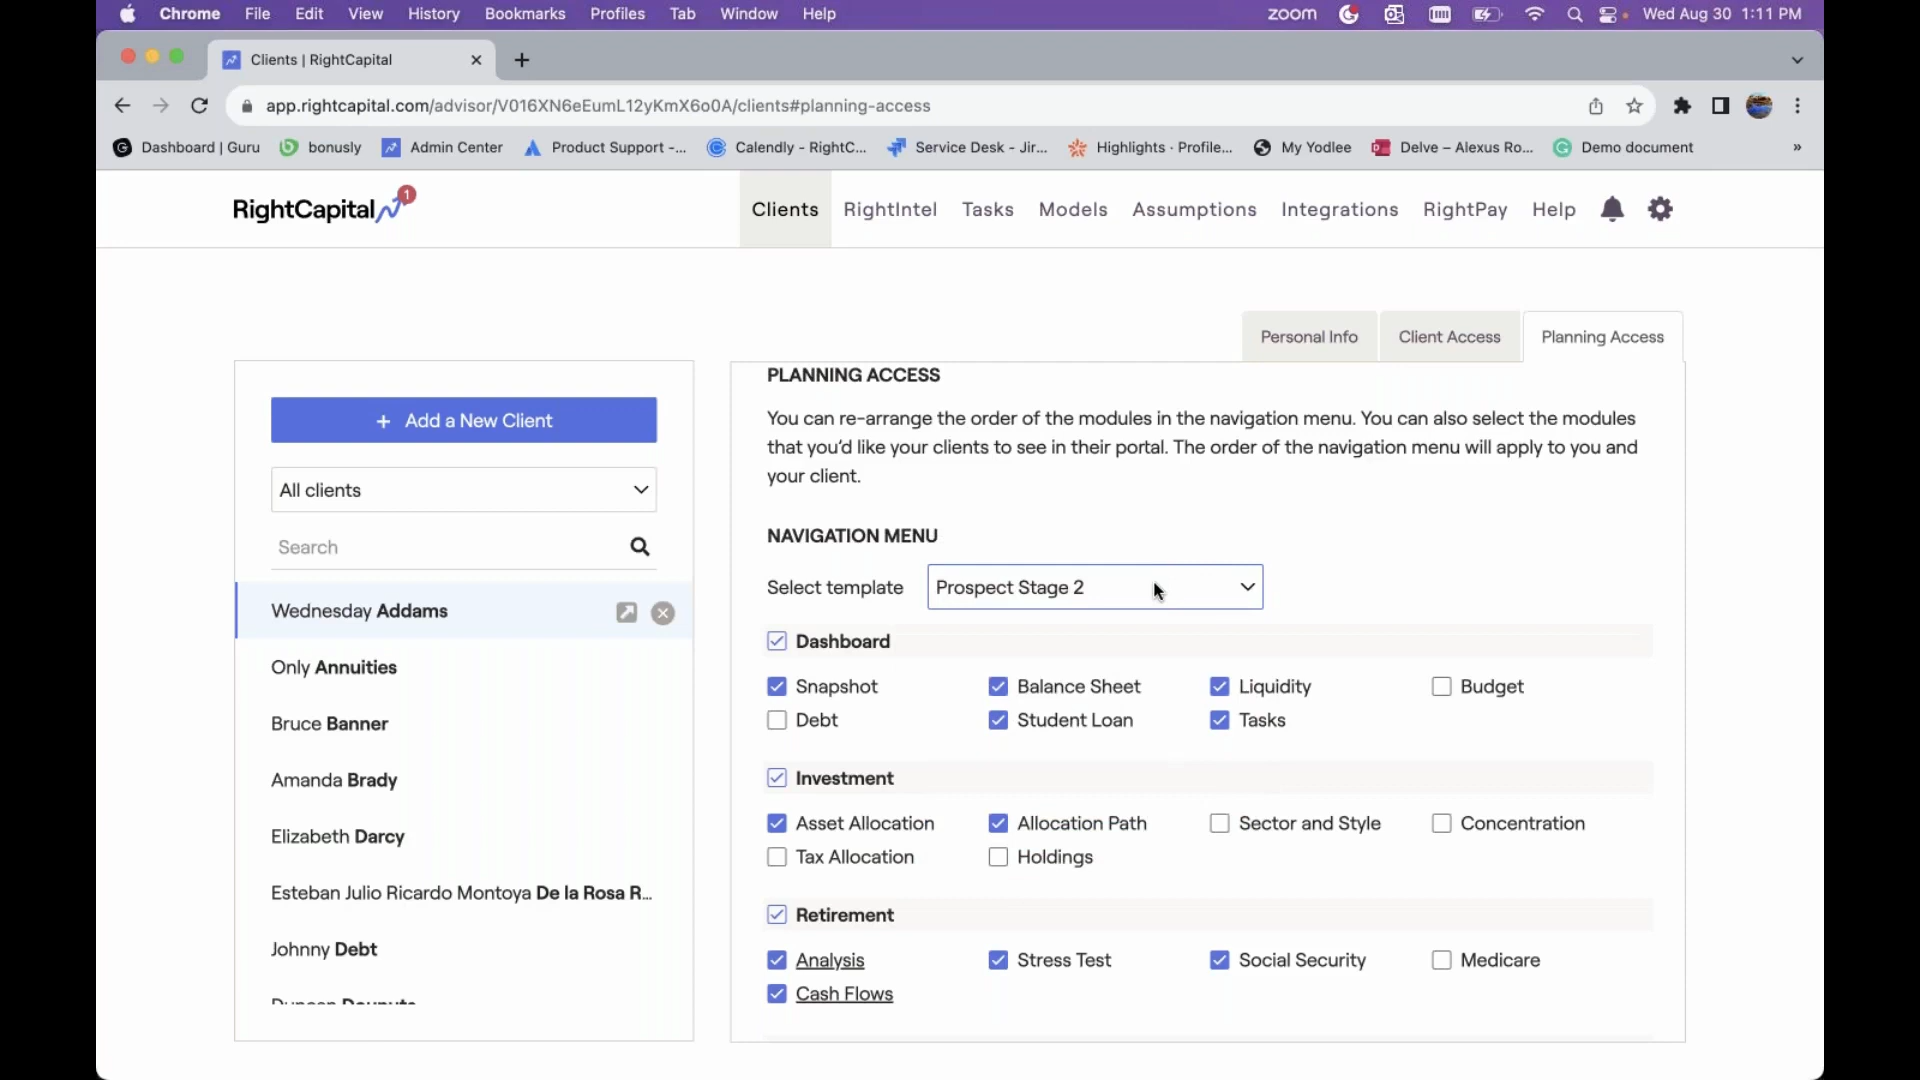 Chrome File Edit View History Bookmarks Profiles Tab Window Help zoom Wed Aug 30 1:11 PM
Clients | RightCapital
app.rightcapital.com/advisor/V016XN6eEumL12yKmX6o0A/clients#planning-access
Dashboard | Guru bonusly Admin Center Product Support -... Calendly - RightC... Service Desk - Jir... Highlights · Profile... My Yodlee Delve – Alexus Ro... Demo document »
RightCapital 1 Clients RightIntel Tasks Models Assumptions Integrations RightPay Help
Personal Info Client Access Planning Access
+ Add a New Client
All clients
Search
Wednesday Addams
Only Annuities
Bruce Banner
Amanda Brady
Elizabeth Darcy
Esteban Julio Ricardo Montoya De la Rosa R...
Johnny Debt
PLANNING ACCESS
You can re-arrange the order of the modules in the navigation menu. You can also select the modules
that you'd like your clients to see in their portal. The order of the navigation menu will apply to you and
your client.
NAVIGATION MENU
Select template Prospect Stage 2
Dashboard
Snapshot Balance Sheet Liquidity Budget
Debt Student Loan Tasks
Investment
Asset Allocation Allocation Path Sector and Style Concentration
Tax Allocation Holdings
Retirement
Analysis Stress Test Social Security Medicare
Cash Flows